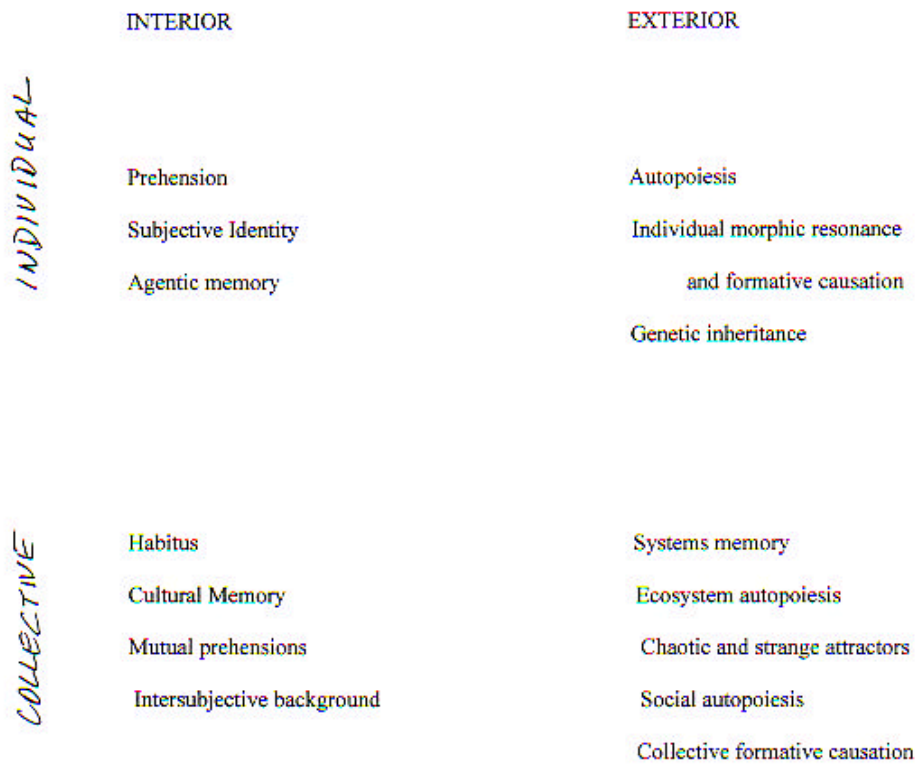 INTERIOR
EXTERIOR
INDIVIDUAL
Prehension
Autopoiesis
Subjective Identity
Individual morphic resonance
Agentic memory
and formative causation
Genetic inheritance
COLLECTIVE
Habitus
Systems memory
Cultural Memory
Ecosystem autopoiesis
Mutual prehensions
Chaotic and strange attractors
Intersubjective background
Social autopoiesis
Collective formative causation